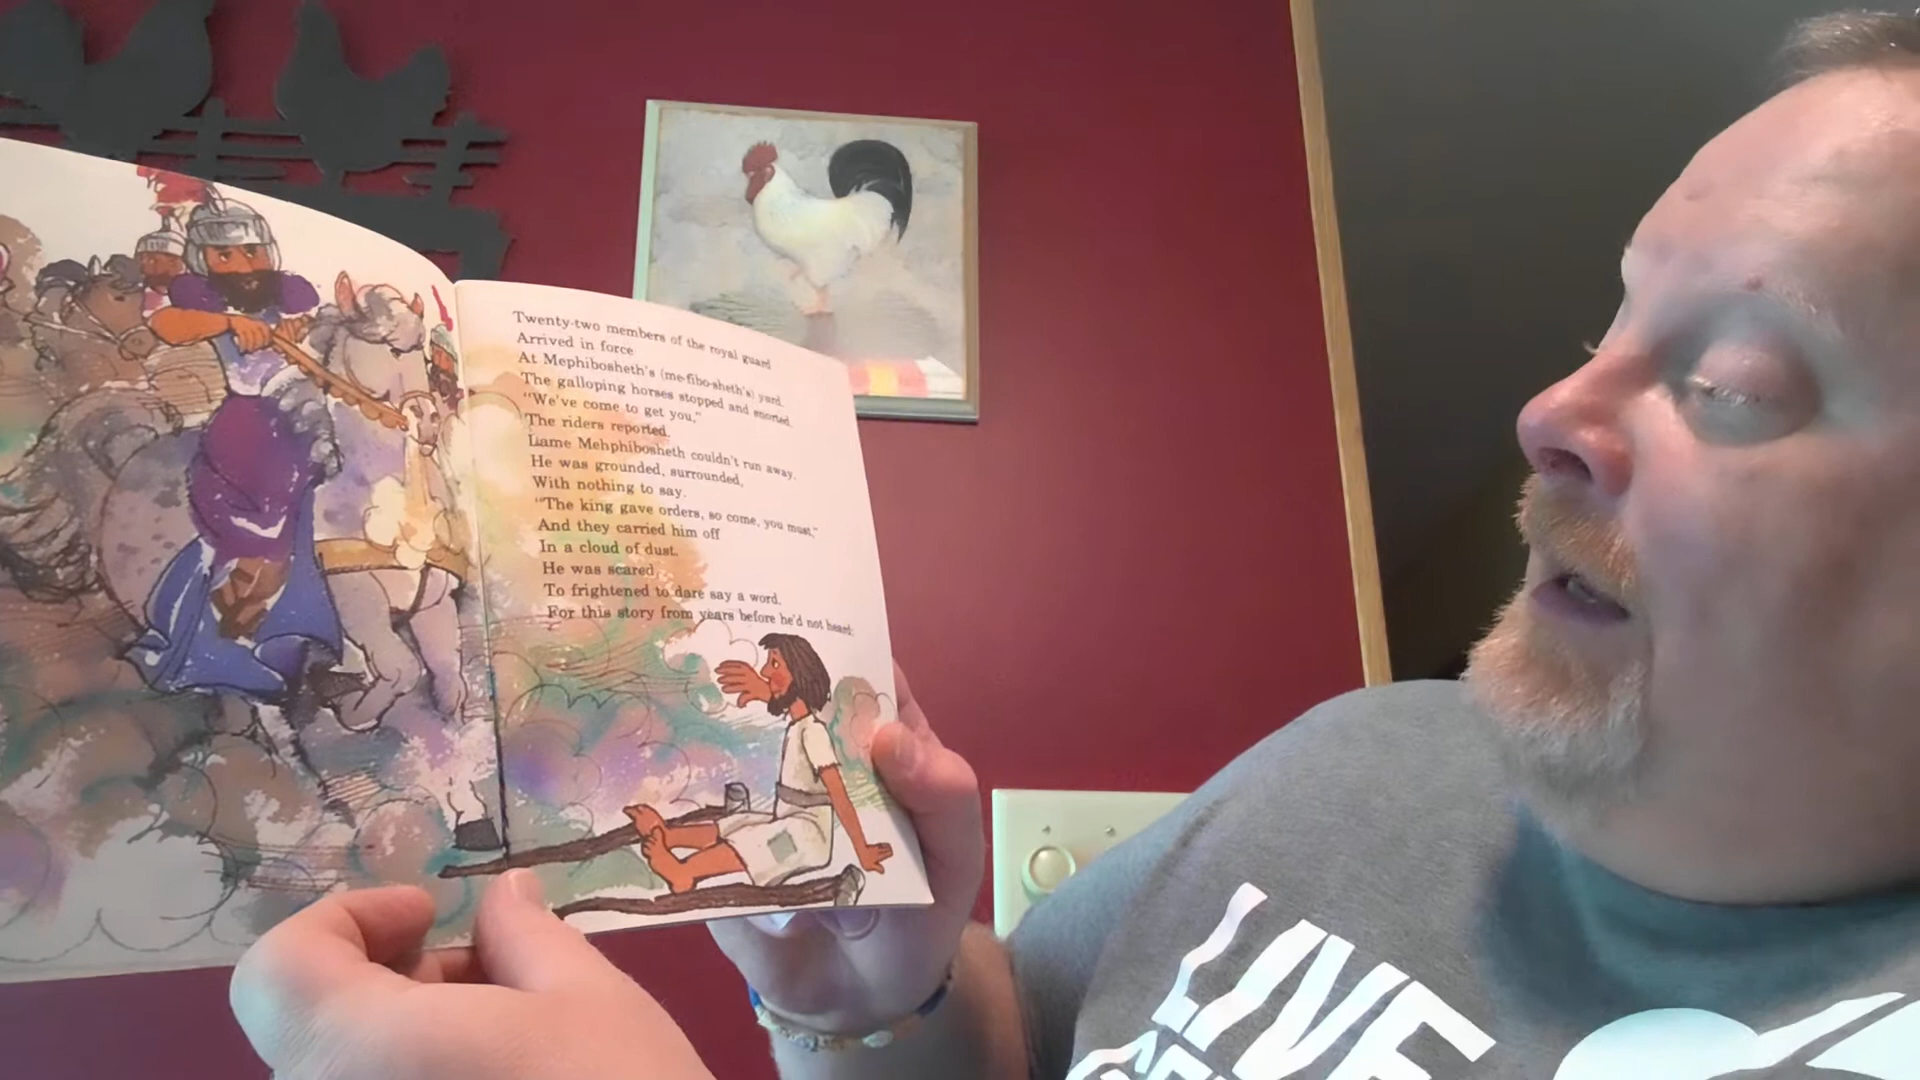 Twenty-two members of the royal guard
Arrived in force
At Mephibosheth's (me-fibo-sheth's) yard.
The galloping horses stopped and snorted.
"We've come to get you,"
The riders reported.
Lame Mehphibosheth couldn't run away.
He was grounded, surrounded,
With nothing to say.
"The king gave orders, so come, you must,"
And they carried him off
In a cloud of dust.
He was scared,
To frightened to dare say a word.
For this story from years before he'd not heard:
LIVE